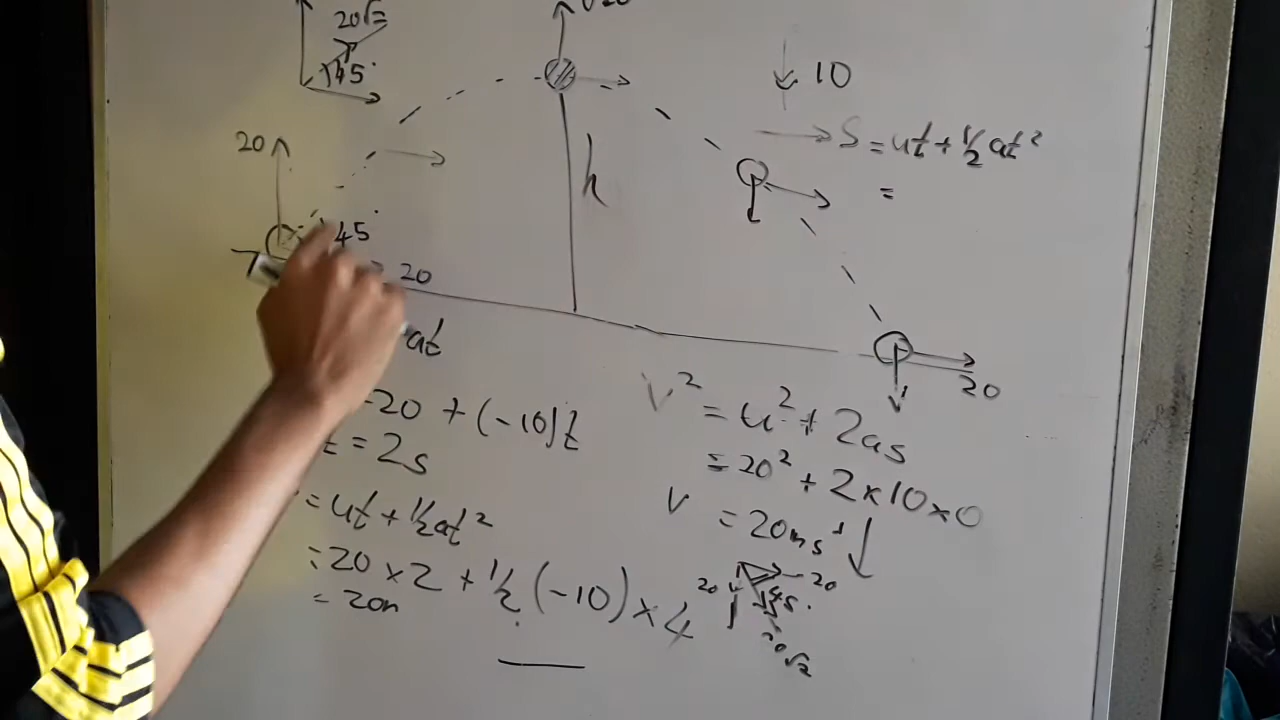 20√2
45°
10
S = ut + ½ at²
=
20
h
45°
20
at
20
20 + (-10)t
t = 2s
= ut + ½at²
= 20 × 2 + ½ (-10) × 4
= 20m
V² = u² + 2as
= 20² + 2×10×0
V = 20ms⁻¹ ↓
20
20
45°
20√2